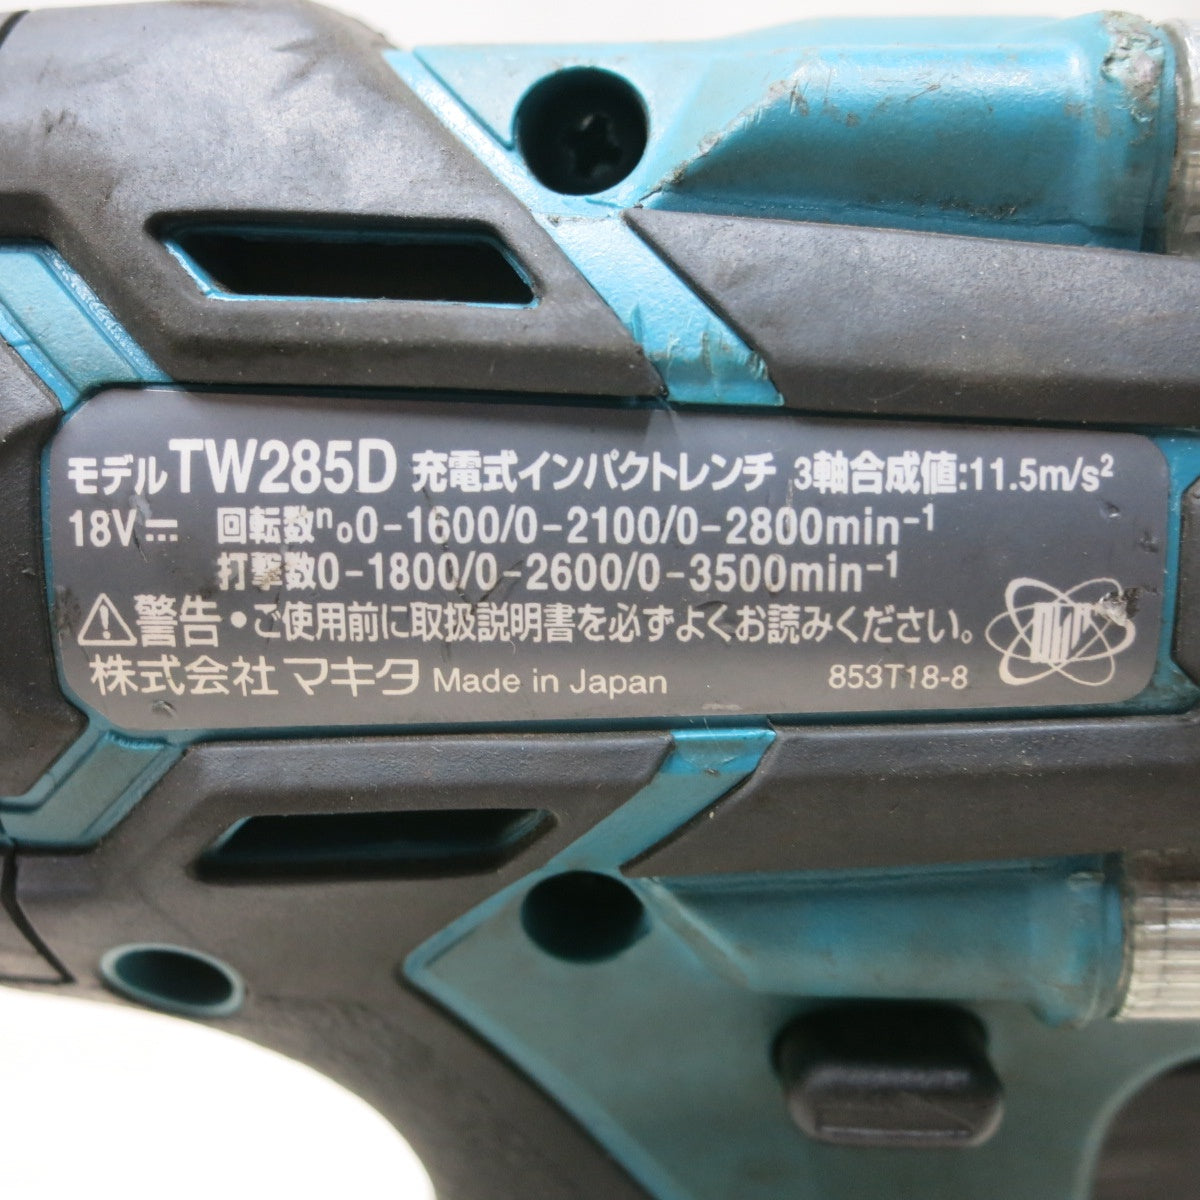 モデルTW285D 充電式インパクトレンチ 3軸合成値:11.5m/s²
18V⎓ 回転数n₀0-1600/0-2100/0-2800min⁻¹
打撃数0-1800/0-2600/0-3500min⁻¹
⚠警告・ご使用前に取扱説明書を必ずよくお読みください。
株式会社マキタ Made in Japan 853T18-8